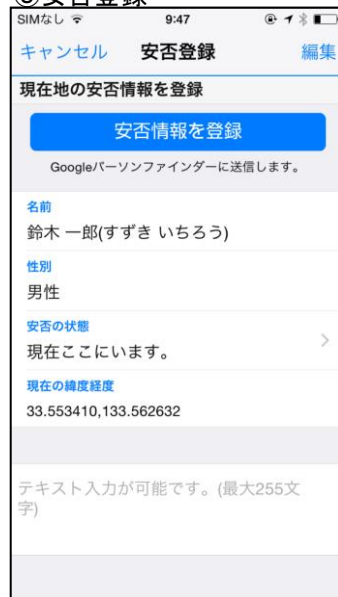 安否登録
SIMなし 9:47
キャンセル 安否登録 編集
現在地の安否情報を登録
安否情報を登録
Googleパーソンファインダーに送信します。
名前
鈴木 一郎(すずき いちろう)
性別
男性
安否の状態
現在ここにいます。
現在の緯度経度
33.553410,133.562632
テキスト入力が可能です。(最大255文
字)